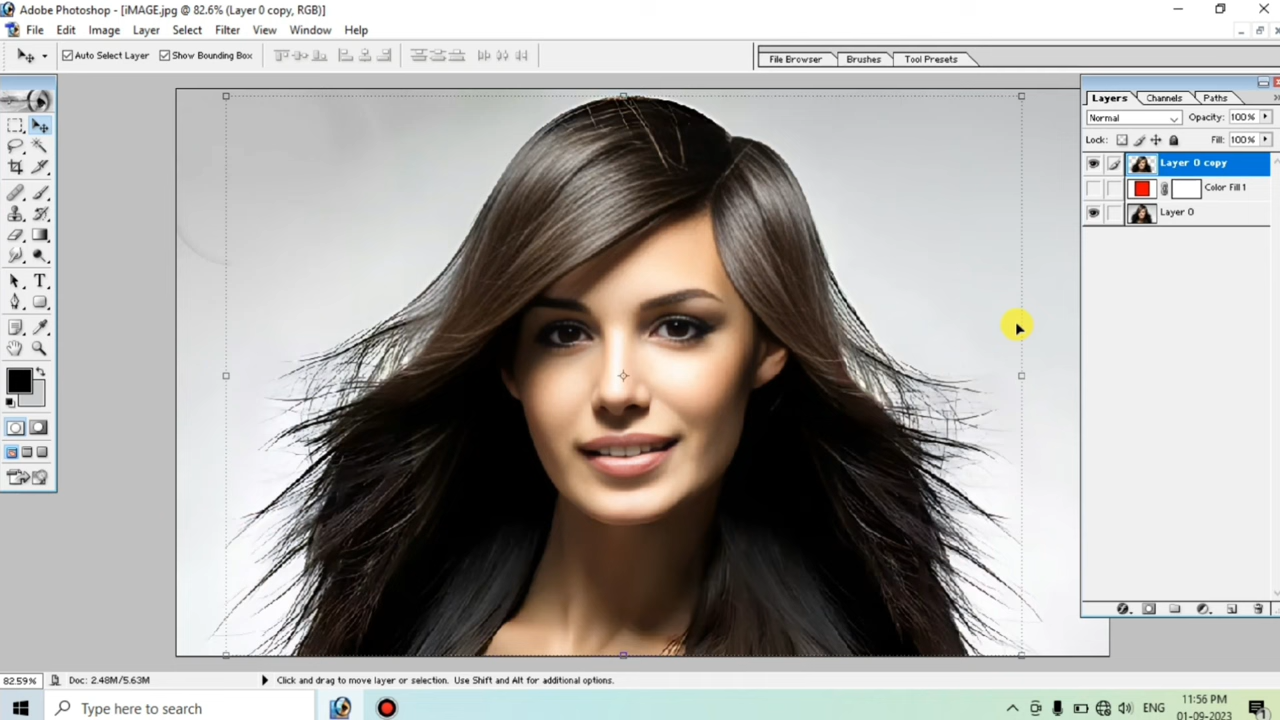 Adobe Photoshop - [iMAGE.jpg @ 82.6% (Layer 0 copy, RGB)]
File Edit Image Layer Select Filter View Window Help
Auto Select Layer Show Bounding Box File Browser Brushes Tool Presets
Layers Channels Paths
Normal Opacity: 100%
Lock: Fill: 100%
Layer 0 copy
Color Fill 1
Layer 0
T
82.59% Doc: 2.48M/5.63M Click and drag to move layer or selection. Use Shift and Alt for additional options.
Type here to search ENG 11:56 PM
01-09-2023
1